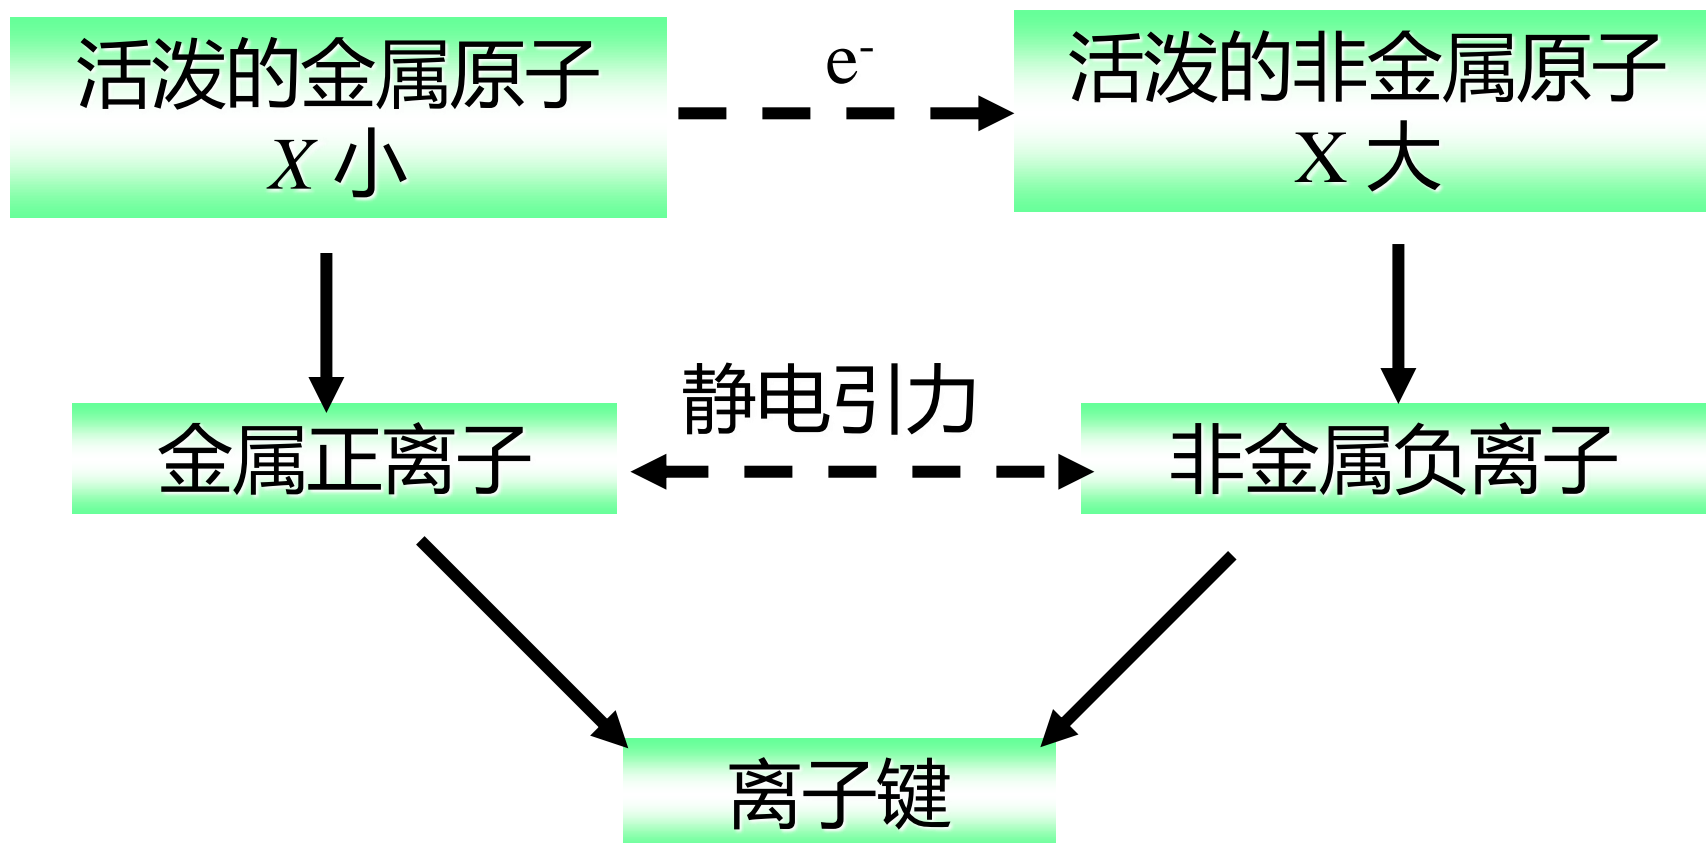 活泼的金属原子
X 小
e-
活泼的非金属原子
X 大
静电引力
金属正离子
非金属负离子
离子键